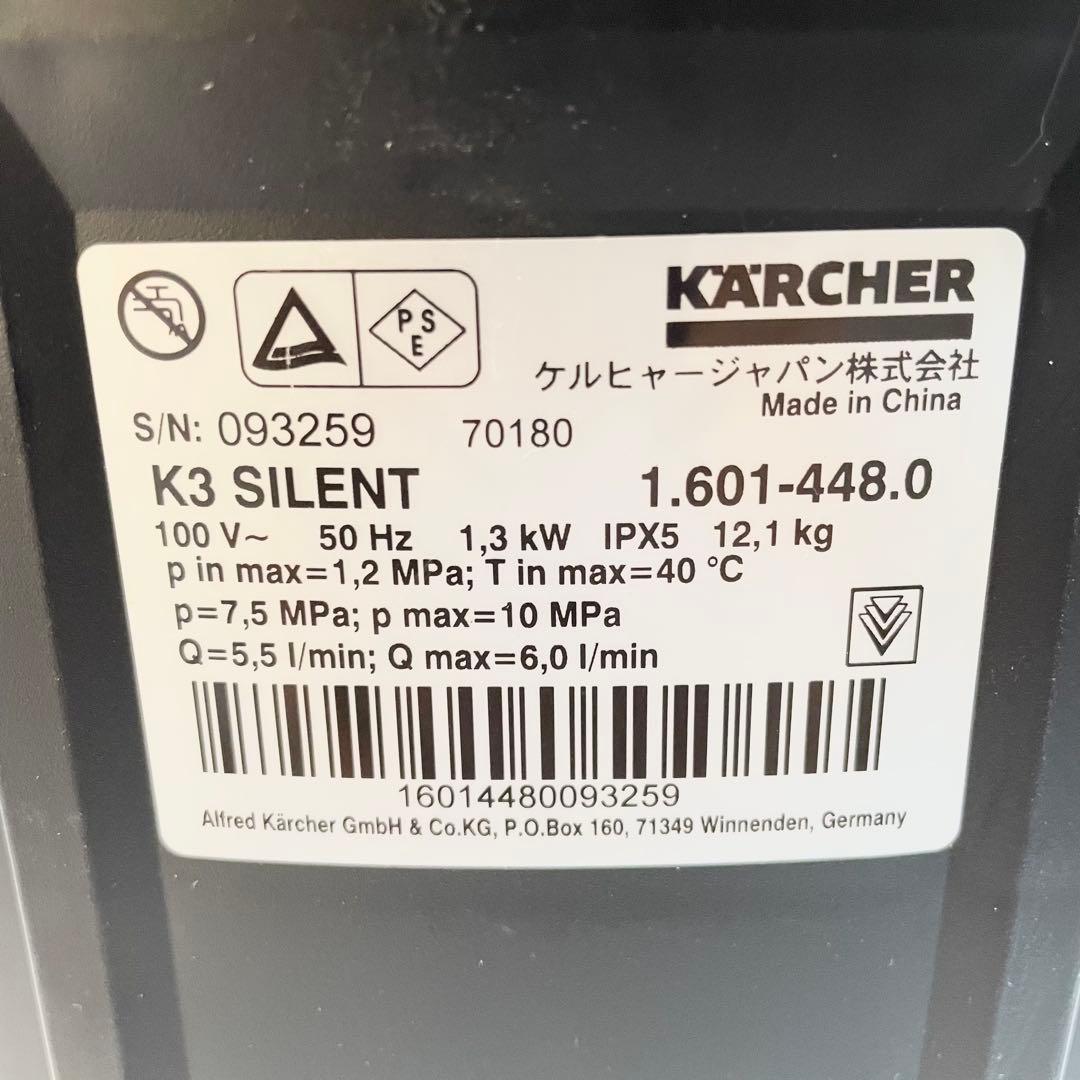 P S
E
KÄRCHER
ケルヒャージャパン株式会社
Made in China
S/N: 093259 70180
K3 SILENT 1.601-448.0
100 V~ 50 Hz 1,3 kW IPX5 12,1 kg
p in max=1,2 MPa; T in max=40 °C
p=7,5 MPa; p max=10 MPa
Q=5,5 l/min; Q max=6,0 l/min
16014480093259
Alfred Kärcher GmbH & Co.KG, P.O.Box 160, 71349 Winnenden, Germany